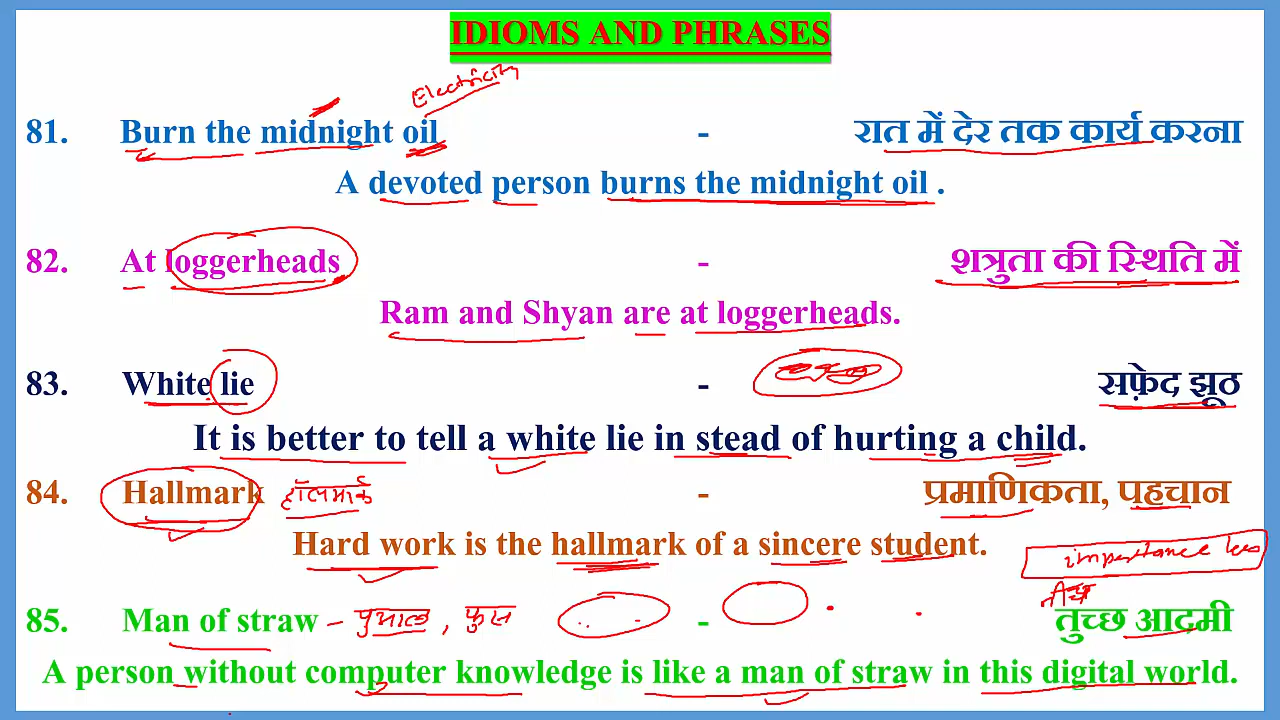 IDIOMS AND PHRASES
Electricity
81. Burn the midnight oil - रात में देर तक कार्य करना
A devoted person burns the midnight oil .
82. At loggerheads - शत्रुता की स्थिति में
Ram and Shyan are at loggerheads.
83. White lie - सफ़ेद झूठ
It is better to tell a white lie in stead of hurting a child.
84. Hallmark हॉलमार्क - प्रमाणिकता, पहचान
Hard work is the hallmark of a sincere student.
importance less
85. Man of straw – पुआल, फुस - तुच्छ आदमी
A person without computer knowledge is like a man of straw in this digital world.